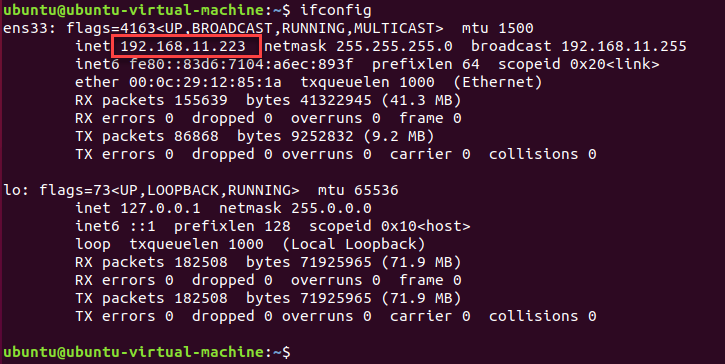 ubuntu@ubuntu-virtual-machine:~$ ifconfig
ens33: flags=4163<UP,BROADCAST,RUNNING,MULTICAST>  mtu 1500
        inet 192.168.11.223  netmask 255.255.255.0  broadcast 192.168.11.255
        inet6 fe80::83d6:7104:a6ec:893f  prefixlen 64  scopeid 0x20<link>
        ether 00:0c:29:12:85:1a  txqueuelen 1000  (Ethernet)
        RX packets 155639  bytes 41322945 (41.3 MB)
        RX errors 0  dropped 0  overruns 0  frame 0
        TX packets 86868  bytes 9252832 (9.2 MB)
        TX errors 0  dropped 0 overruns 0  carrier 0  collisions 0

lo: flags=73<UP,LOOPBACK,RUNNING>  mtu 65536
        inet 127.0.0.1  netmask 255.0.0.0
        inet6 ::1  prefixlen 128  scopeid 0x10<host>
        loop  txqueuelen 1000  (Local Loopback)
        RX packets 182508  bytes 71925965 (71.9 MB)
        RX errors 0  dropped 0  overruns 0  frame 0
        TX packets 182508  bytes 71925965 (71.9 MB)
        TX errors 0  dropped 0 overruns 0  carrier 0  collisions 0

ubuntu@ubuntu-virtual-machine:~$